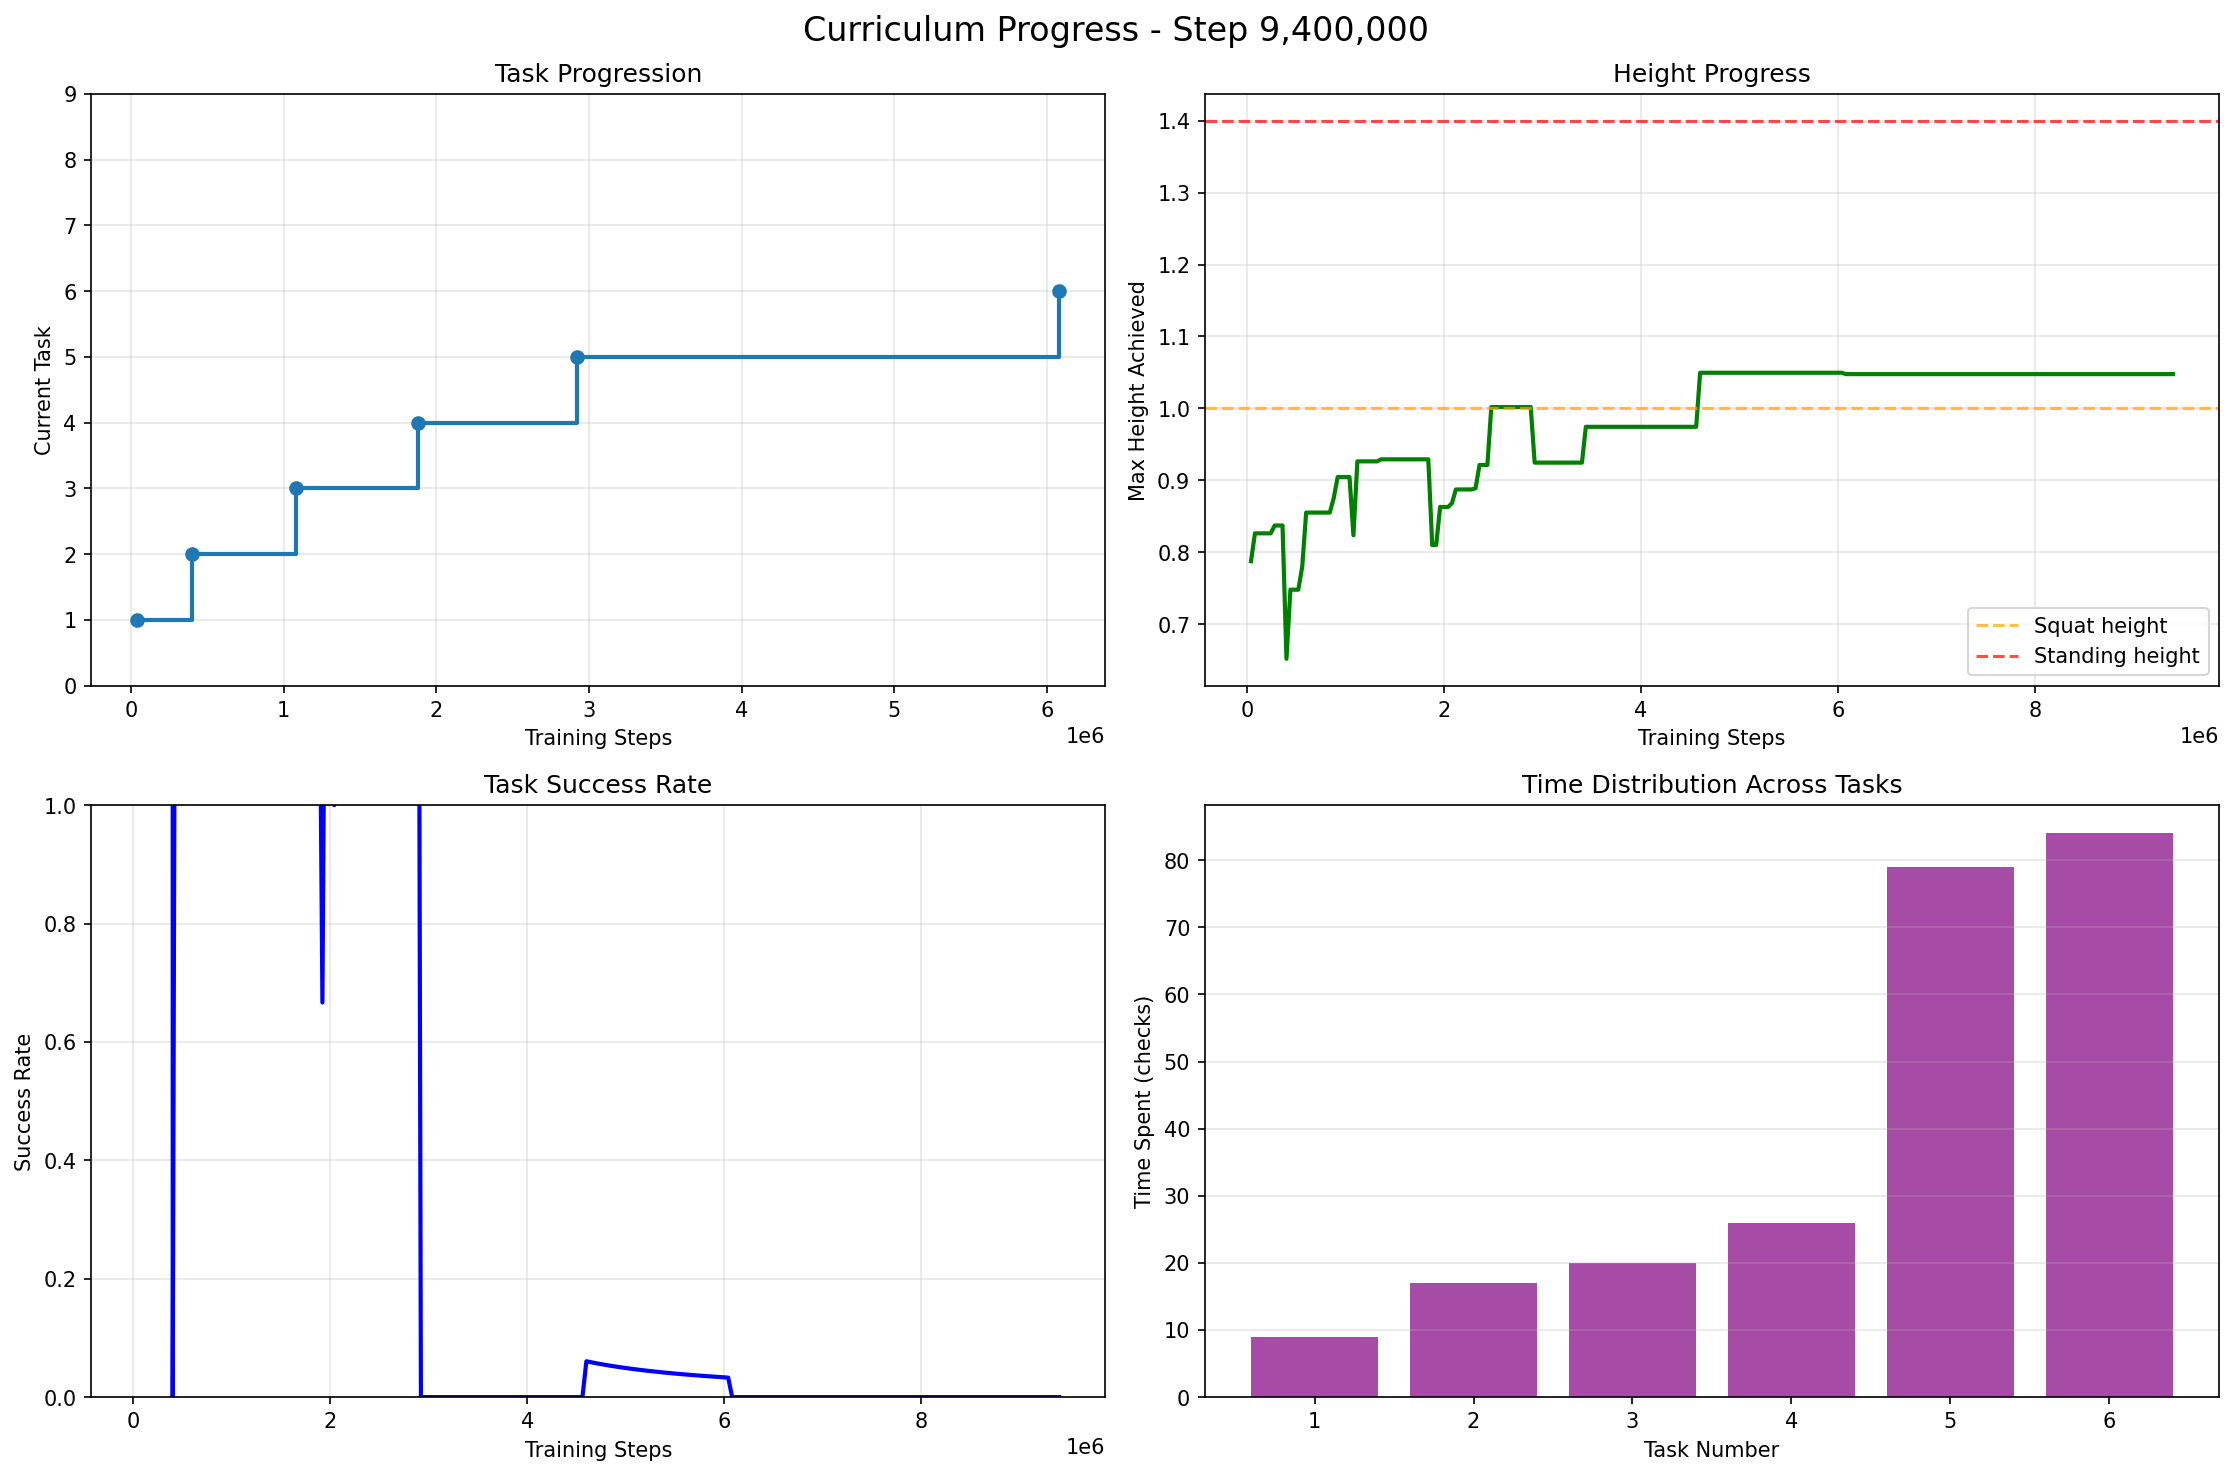 Curriculum Progress - Step 9,400,000
Task Progression
9
8
7
6
5
4
3
2
1
0
Current Task
0 1 2 3 4 5 6
Training Steps
1e6
Height Progress
1.4
1.3
1.2
1.1
1.0
0.9
0.8
0.7
Max Height Achieved
Squat height
Standing height
0 2 4 6 8
Training Steps
1e6
Task Success Rate
1.0
0.8
0.6
0.4
0.2
0.0
Success Rate
0 2 4 6 8
Training Steps
1e6
Time Distribution Across Tasks
80
70
60
50
40
30
20
10
0
Time Spent (checks)
1 2 3 4 5 6
Task Number